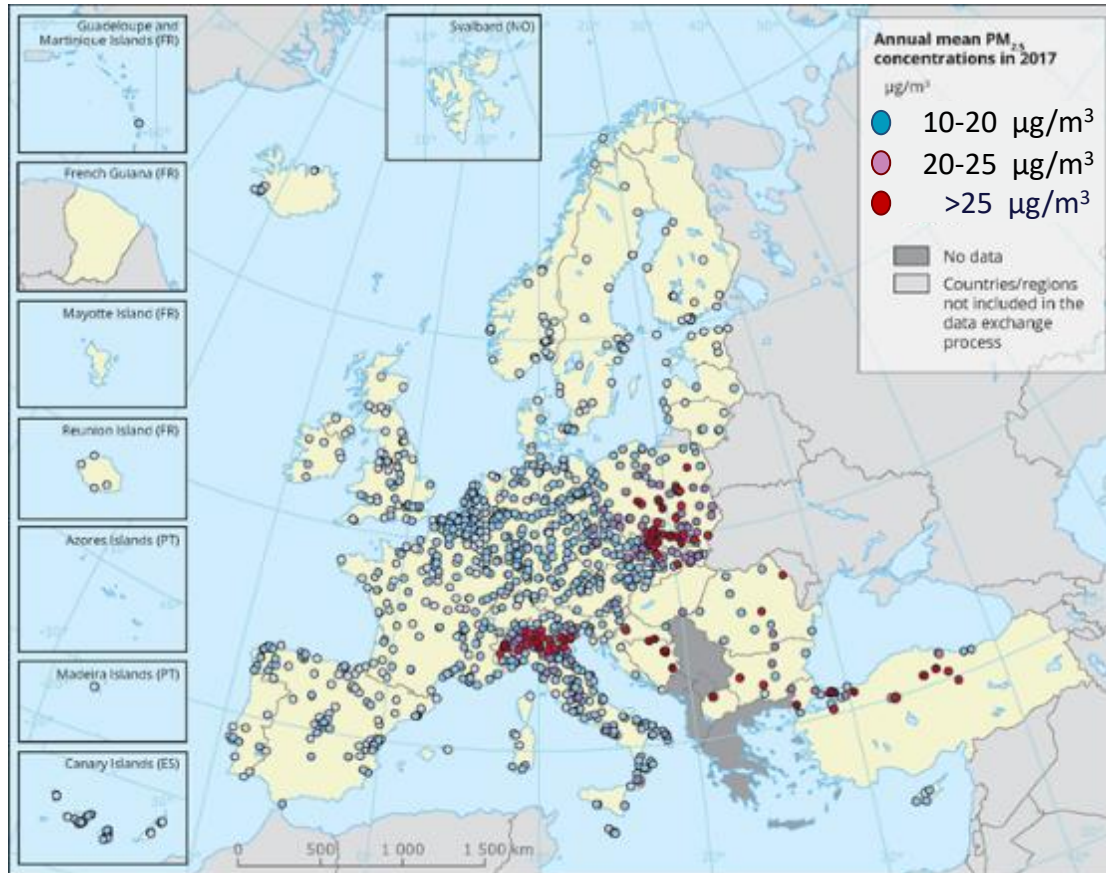 Guadeloupe and
Martinique Islands (FR)
French Guiana (FR)
Mayotte Island (FR)
Reunion Island (FR)
Azores Islands (PT)
Madeira Islands (PT)
Canary Islands (ES)
Svalbard (NO)
Annual mean PM2.5
concentrations in 2017
µg/m³
10-20 µg/m³
20-25 µg/m³
>25 µg/m³
No data
Countries/regions
not included in the
data exchange
process
0 500 1 000 1 500 km